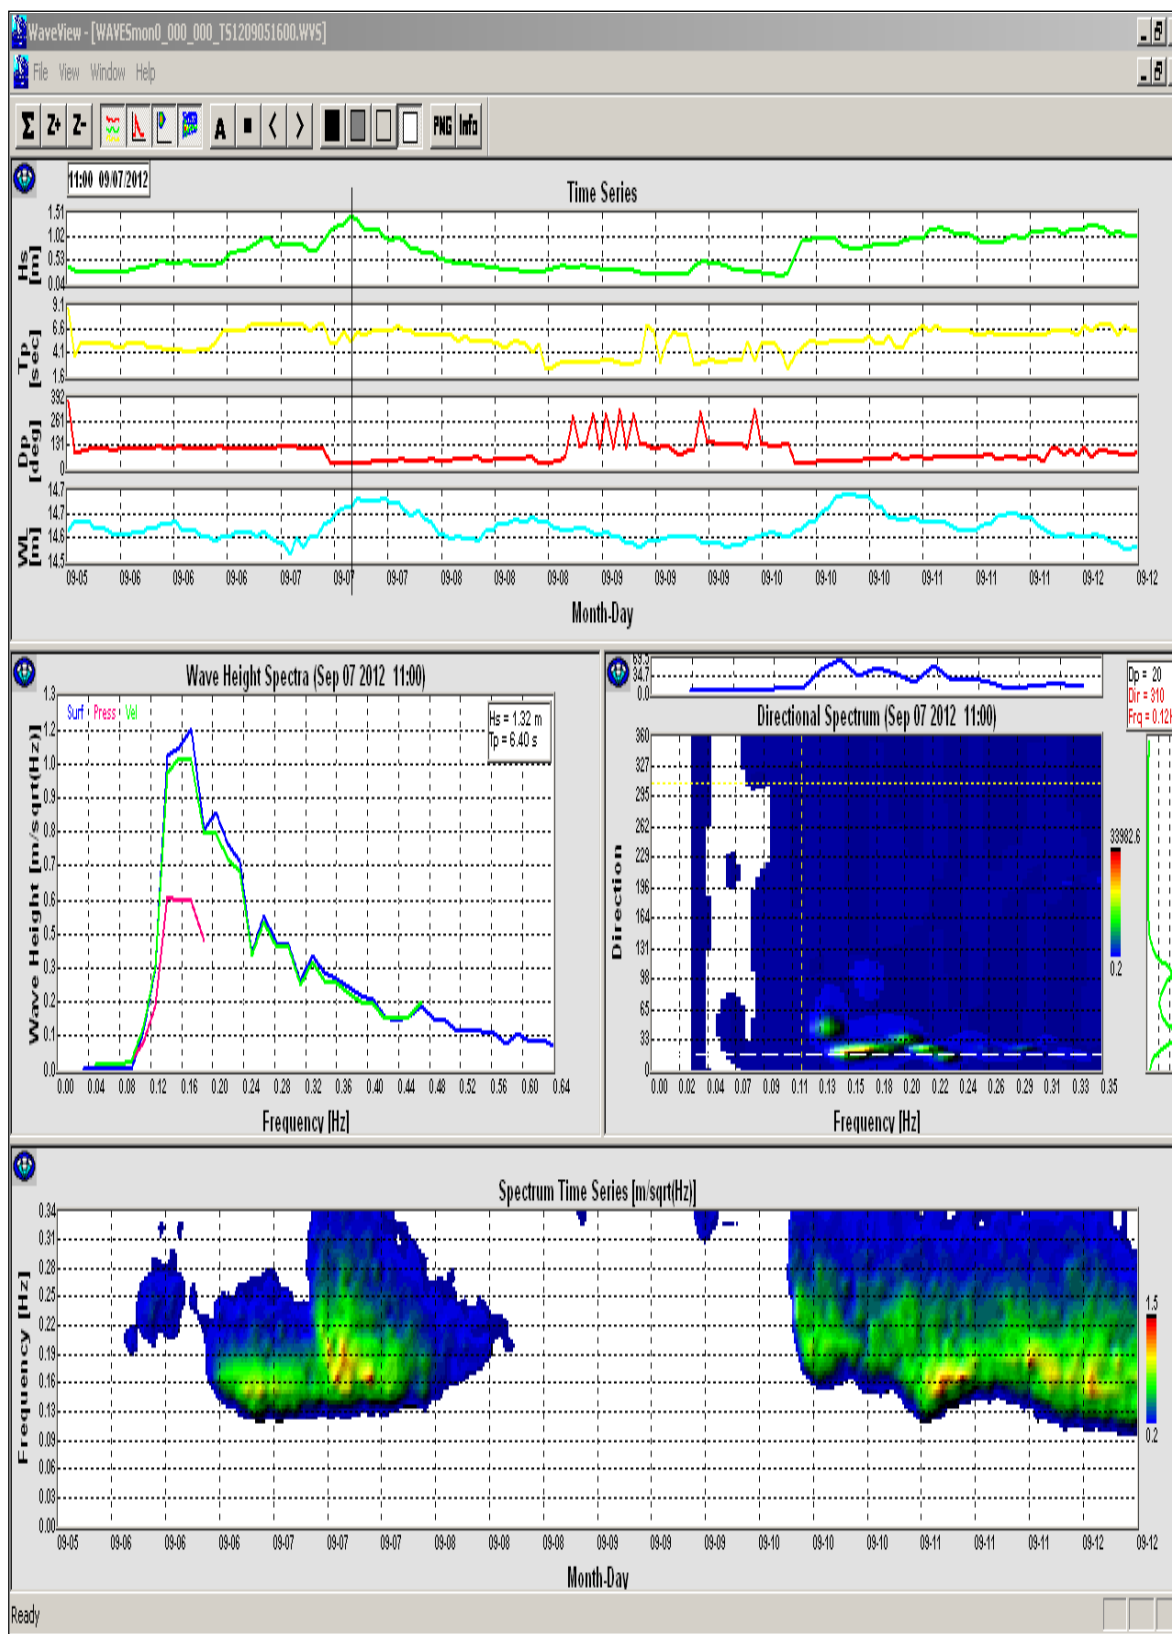 WaveView - [WAVESmon0_000_000_TS1209051600.WVS]
File View Window Help
Σ Z+ Z- A < > PNG Info
11:00 09/07/2012
Time Series
Hs [m]
1.51
1.02
0.53
0.04
Tp [sec]
9.1
6.6
4.1
1.6
Dp [deg]
392
261
131
0
WL [m]
14.7
14.7
14.6
14.5
09-05 09-06 09-06 09-06 09-07 09-07 09-07 09-08 09-08 09-08 09-09 09-09 09-09 09-10 09-10 09-10 09-11 09-11 09-11 09-12 09-12
Month-Day
Wave Height Spectra (Sep 07 2012 11:00)
Surf Press Vel
Hs = 1.32 m
Tp = 6.40 s
Wave Height [m/sqrt(Hz)]
1.3
1.2
1.0
0.9
0.8
0.6
0.5
0.4
0.3
0.2
0.1
0.0
0.00 0.04 0.08 0.12 0.16 0.20 0.24 0.28 0.32 0.36 0.40 0.44 0.48 0.52 0.56 0.60 0.64
Frequency [Hz]
69.5
34.7
0.0
Dp = 20
Dir = 310
Frq = 0.12
Directional Spectrum (Sep 07 2012 11:00)
Direction
360
327
295
262
229
196
164
131
98
65
33
0
0.00 0.02 0.04 0.07 0.09 0.11 0.13 0.15 0.18 0.20 0.22 0.24 0.26 0.29 0.31 0.33 0.35
Frequency [Hz]
33982.6
0.2
Spectrum Time Series [m/sqrt(Hz)]
Frequency [Hz]
0.34
0.31
0.28
0.25
0.22
0.19
0.16
0.13
0.09
0.06
0.03
0.00
1.5
0.2
09-05 09-06 09-06 09-06 09-07 09-07 09-07 09-08 09-08 09-08 09-09 09-09 09-09 09-10 09-10 09-10 09-11 09-11 09-11 09-12 09-12
Month-Day
Ready